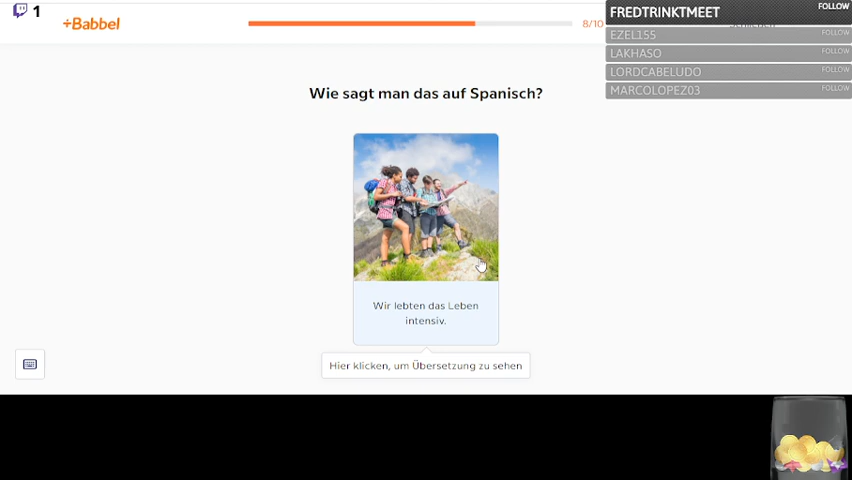 1
+Babbel
8/10
FREDTRINKTMEET FOLLOW
EZEL155 FOLLOW
LAKHASO FOLLOW
LORDCABELUDO FOLLOW
MARCOLOPEZ03 FOLLOW
Wie sagt man das auf Spanisch?
Wir lebten das Leben
intensiv.
Hier klicken, um Übersetzung zu sehen